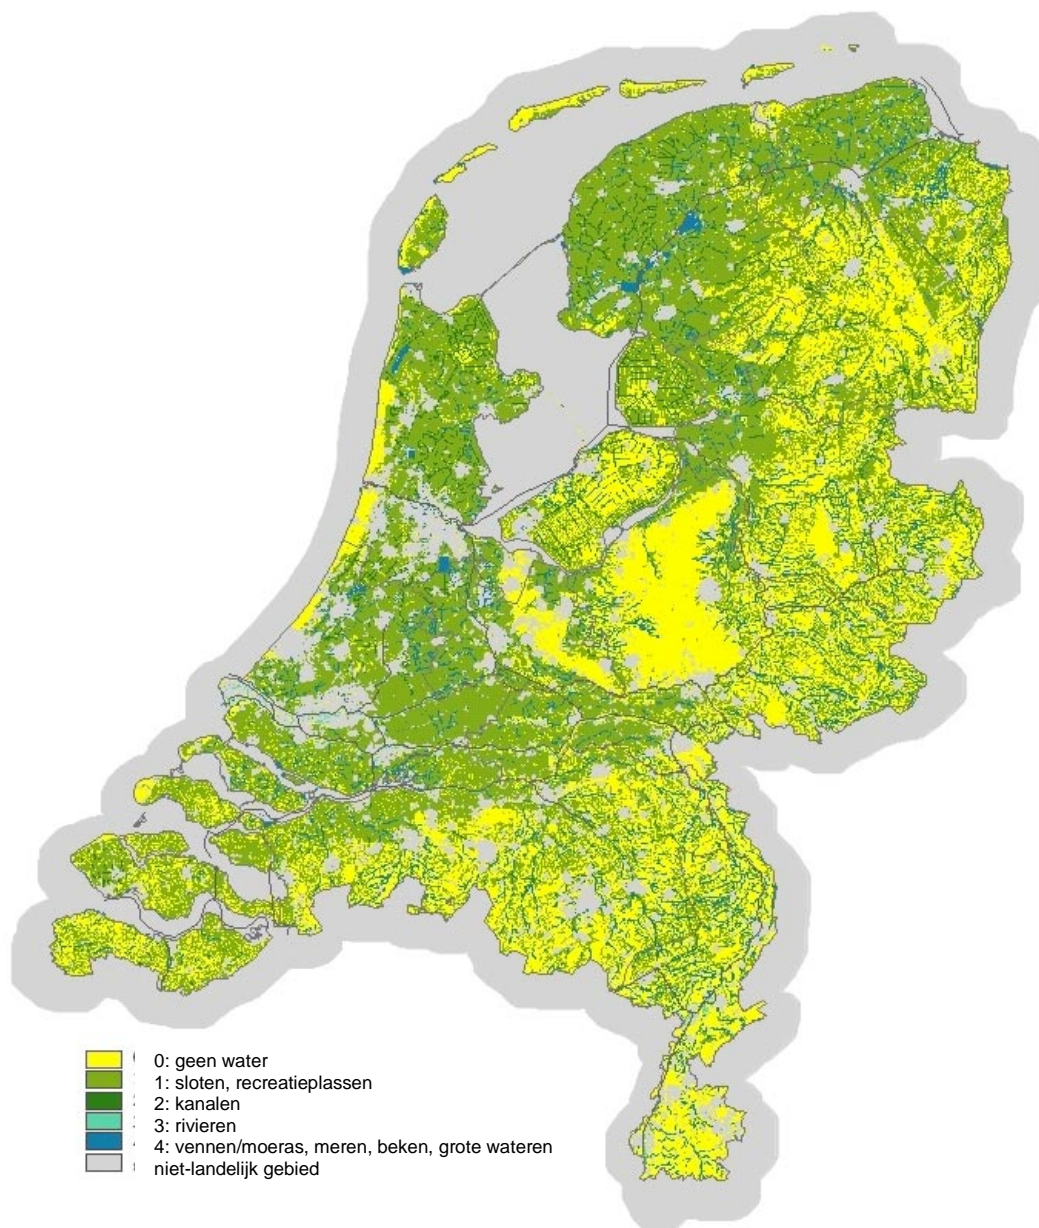 0: geen water
1: sloten, recreatieplassen
2: kanalen
3: rivieren
4: vennen/moeras, meren, beken, grote wateren
niet-landelijk gebied